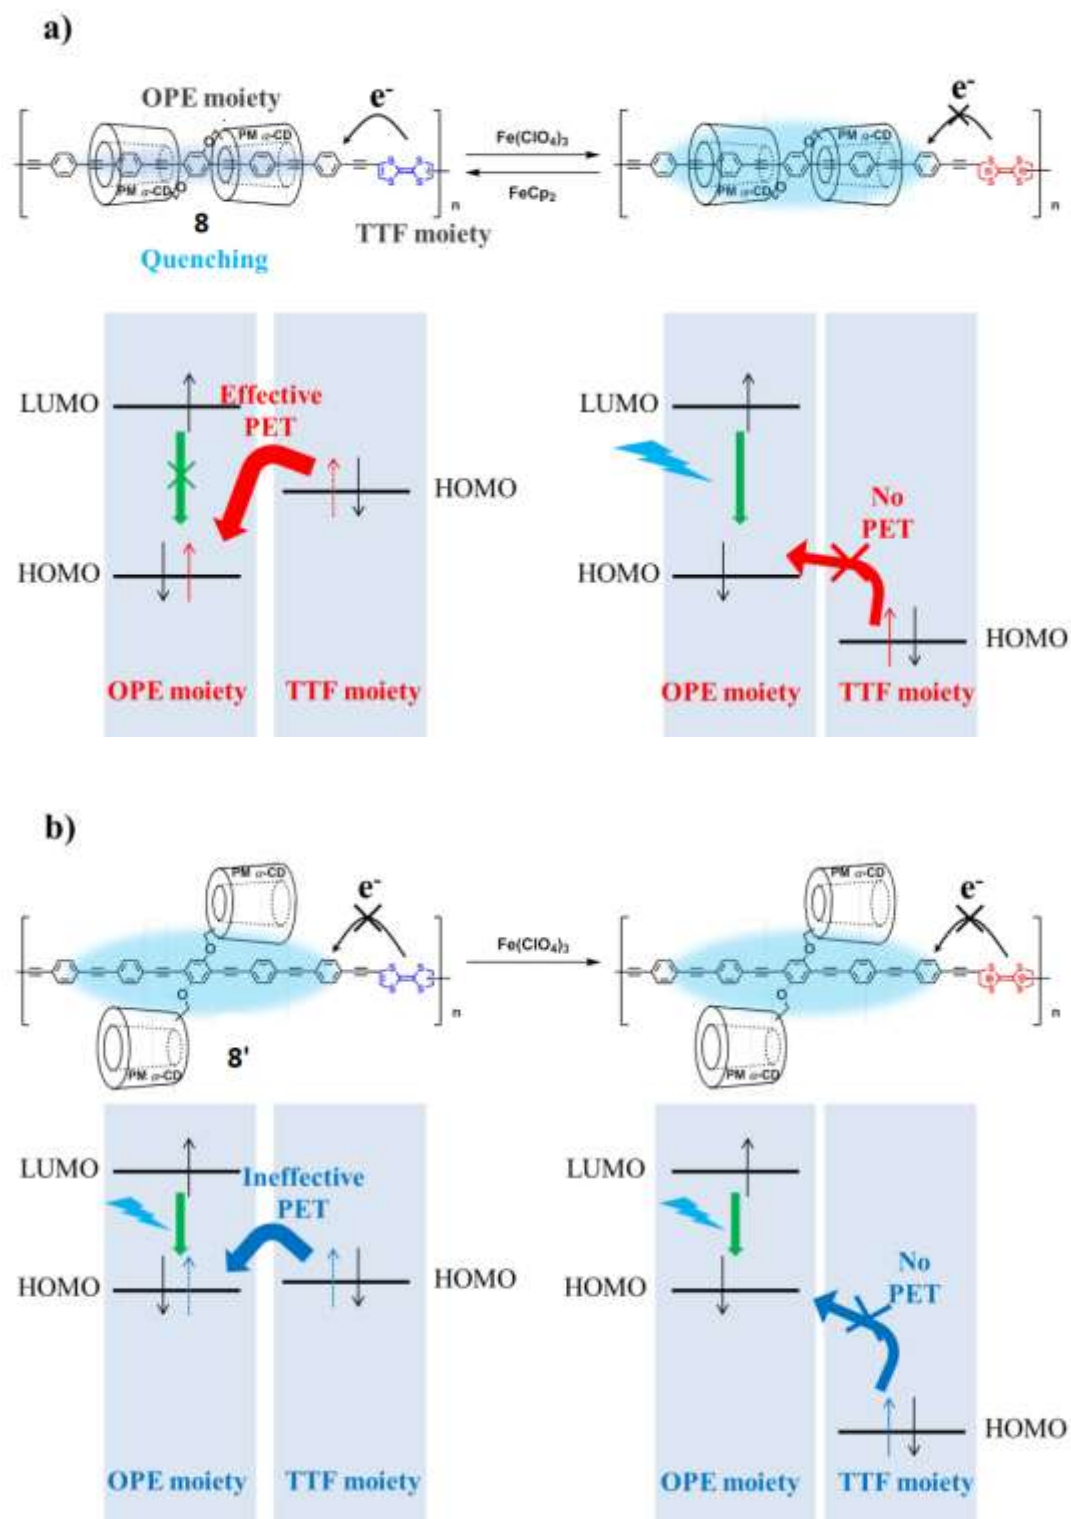 a)
OPE moiety
e-
e-
PM α-CD
PM α-CD
O
O
S
S
S
S
n
Fe(ClO4)3
FeCp2
PM α-CD
PM α-CD
O
O
S
S
S
S
n
8
TTF moiety
Quenching
LUMO
Effective
PET
HOMO
HOMO
OPE moiety
TTF moiety
LUMO
No
PET
HOMO
HOMO
OPE moiety
TTF moiety
b)
PM α-CD
e-
O
S
S
S
S
O
n
PM α-CD
8'
Fe(ClO4)3
PM α-CD
e-
O
S
S
S
S
O
n
PM α-CD
LUMO
Ineffective
PET
HOMO
HOMO
OPE moiety
TTF moiety
LUMO
No
PET
HOMO
HOMO
OPE moiety
TTF moiety